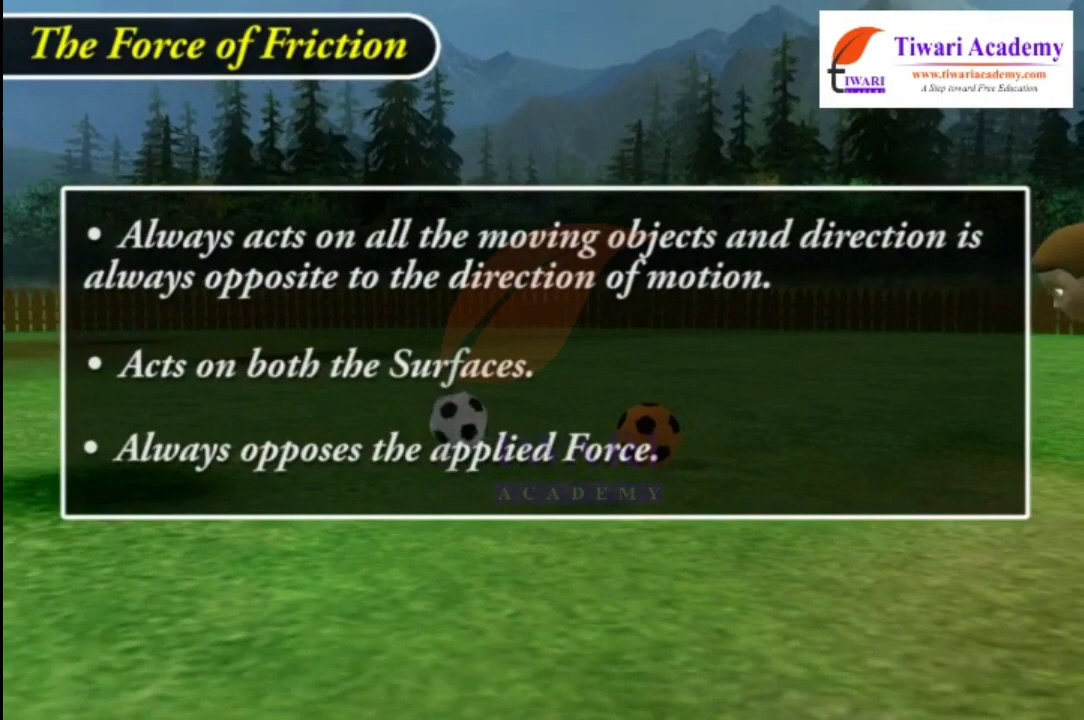 The Force of Friction
Tiwari Academy
www.tiwariacademy.com
A Step toward Free Education
tIWARI
ACADEMY
• Always acts on all the moving objects and direction is
always opposite to the direction of motion.
• Acts on both the Surfaces.
• Always opposes the applied Force.
ACADEMY